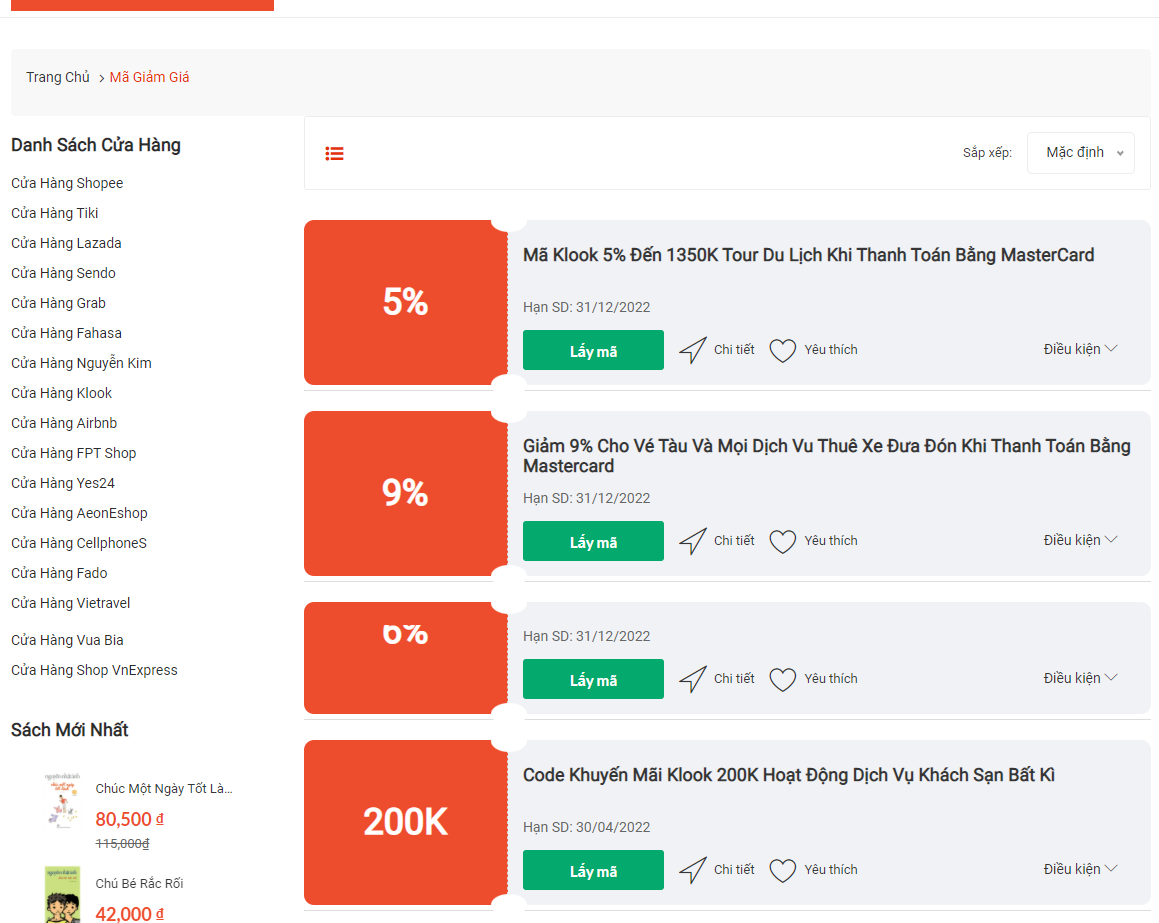 Trang Chủ > Mã Giảm Giá
Danh Sách Cửa Hàng
Cửa Hàng Shopee
Cửa Hàng Tiki
Cửa Hàng Lazada
Cửa Hàng Sendo
Cửa Hàng Grab
Cửa Hàng Fahasa
Cửa Hàng Nguyễn Kim
Cửa Hàng Klook
Cửa Hàng Airbnb
Cửa Hàng FPT Shop
Cửa Hàng Yes24
Cửa Hàng AeonEshop
Cửa Hàng CellphoneS
Cửa Hàng Fado
Cửa Hàng Vietravel
Cửa Hàng Vua Bia
Cửa Hàng Shop VnExpress
Sách Mới Nhất
Chúc Một Ngày Tốt Là...
80,500 ₫
115,000₫
Chú Bé Rắc Rối
42,000 ₫
Sắp xếp: Mặc định
5%
Mã Klook 5% Đến 1350K Tour Du Lịch Khi Thanh Toán Bằng MasterCard
Hạn SD: 31/12/2022
Lấy mã Chi tiết Yêu thích Điều kiện
9%
Giảm 9% Cho Vé Tàu Và Mọi Dịch Vu Thuê Xe Đưa Đón Khi Thanh Toán Bằng
Mastercard
Hạn SD: 31/12/2022
Lấy mã Chi tiết Yêu thích Điều kiện
6%
Hạn SD: 31/12/2022
Lấy mã Chi tiết Yêu thích Điều kiện
200K
Code Khuyến Mãi Klook 200K Hoạt Động Dịch Vụ Khách Sạn Bất Kì
Hạn SD: 30/04/2022
Lấy mã Chi tiết Yêu thích Điều kiện